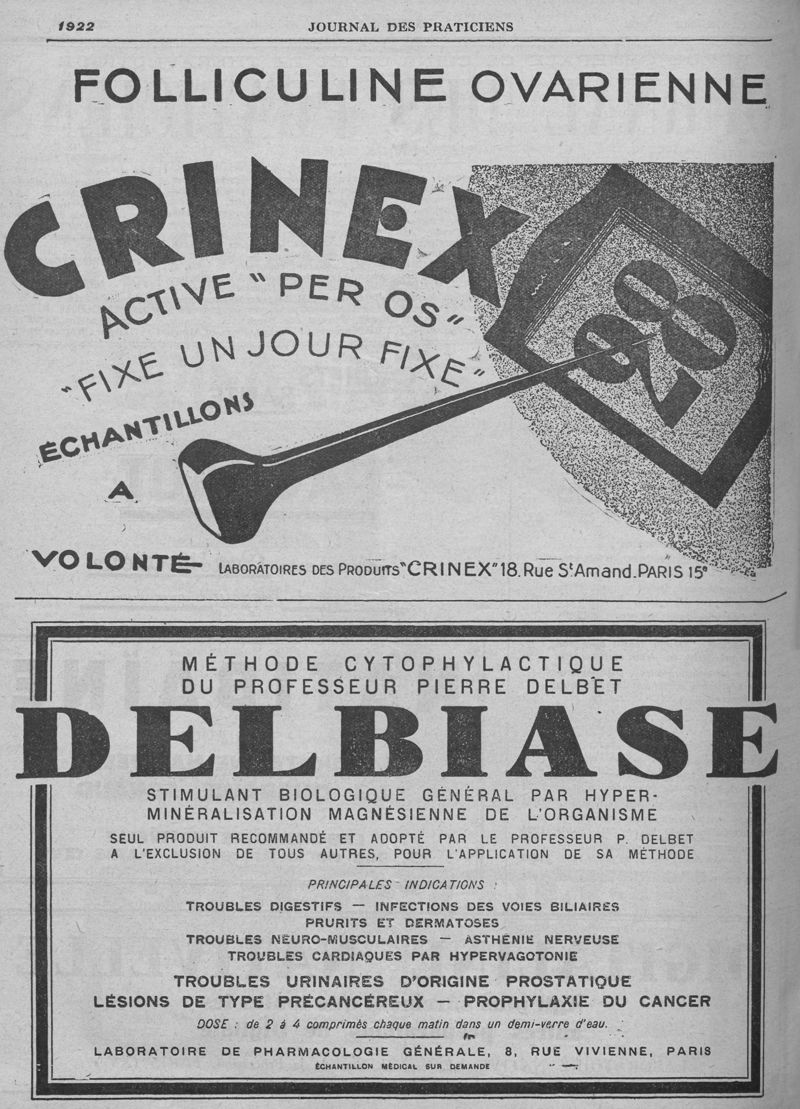 1922
JOURNAL DES PRATICIENS
FOLLICULINE OVARIENNE
CRINEX
ACTIVE "PER OS"
"FIXE UN JOUR FIXE"
28
ÉCHANTILLONS
A
VOLONTÉ
LABORATOIRES DES PRODUITS "CRINEX" 18. Rue St Amand. PARIS 15e
MÉTHODE CYTOPHYLACTIQUE
DU PROFESSEUR PIERRE DELBET
DELBIASE
STIMULANT BIOLOGIQUE GÉNÉRAL PAR HYPER-
MINÉRALISATION MAGNÉSIENNE DE L'ORGANISME
SEUL PRODUIT RECOMMANDÉ ET ADOPTÉ PAR LE PROFESSEUR P. DELBET
A L'EXCLUSION DE TOUS AUTRES, POUR L'APPLICATION DE SA MÉTHODE
PRINCIPALES INDICATIONS :
TROUBLES DIGESTIFS — INFECTIONS DES VOIES BILIAIRES
PRURITS ET DERMATOSES
TROUBLES NEURO-MUSCULAIRES — ASTHÉNIE NERVEUSE
TROUBLES CARDIAQUES PAR HYPERVAGOTONIE
TROUBLES URINAIRES D'ORIGINE PROSTATIQUE
LÉSIONS DE TYPE PRÉCANCÉREUX — PROPHYLAXIE DU CANCER
DOSE : de 2 à 4 comprimés chaque matin dans un demi-verre d'eau.
LABORATOIRE DE PHARMACOLOGIE GÉNÉRALE, 8, RUE VIVIENNE, PARIS
ÉCHANTILLON MÉDICAL SUR DEMANDE